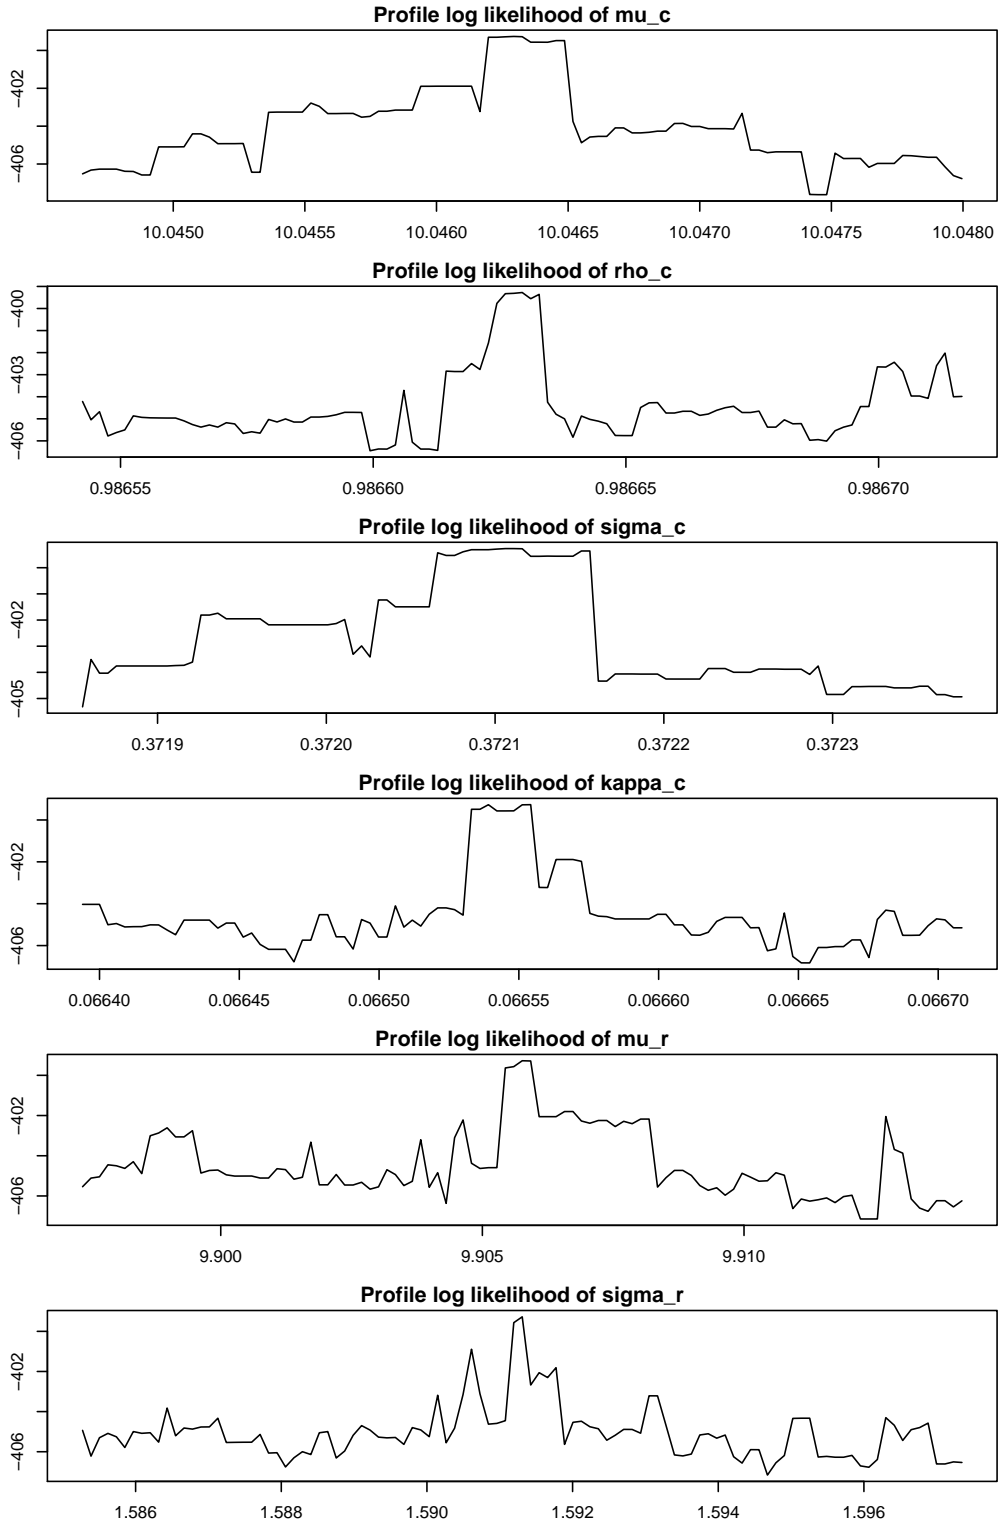 Profile log likelihood of mu_c
−402
−406
10.0450 10.0455 10.0460 10.0465 10.0470 10.0475 10.0480
Profile log likelihood of rho_c
−400
−403
−406
0.98655 0.98660 0.98665 0.98670
Profile log likelihood of sigma_c
−402
−405
0.3719 0.3720 0.3721 0.3722 0.3723
Profile log likelihood of kappa_c
−402
−406
0.06640 0.06645 0.06650 0.06655 0.06660 0.06665 0.06670
Profile log likelihood of mu_r
−402
−406
9.900 9.905 9.910
Profile log likelihood of sigma_r
−402
−406
1.586 1.588 1.590 1.592 1.594 1.596